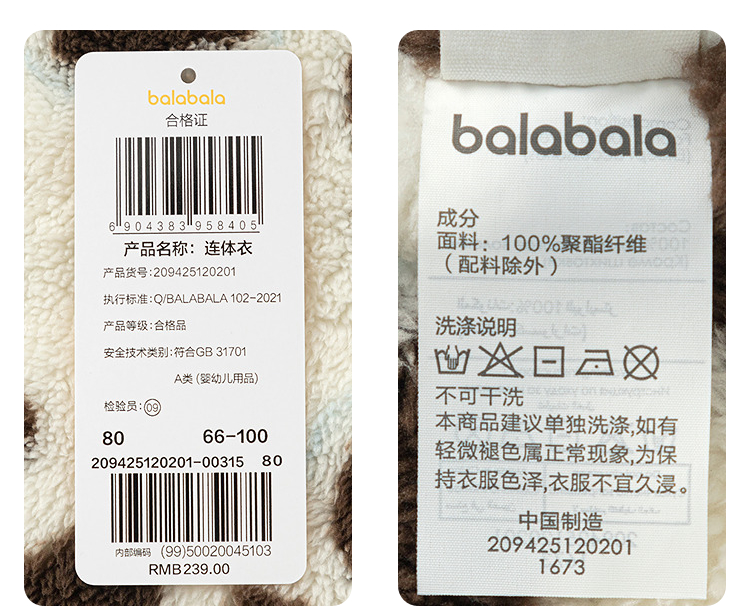 balabala
合格证
6 904383 958405
产品名称：连体衣
产品货号:209425120201
执行标准:Q/BALABALA 102-2021
产品等级:合格品
安全技术类别:符合GB 31701
A类 (婴幼儿用品)
检验员:09
80 66-100
209425120201-00315 80
内部编码 (99)50020045103
RMB239.00
balabala
成分
面料：100%聚酯纤维
（配料除外）
洗涤说明
不可干洗
本商品建议单独洗涤,如有
轻微褪色属正常现象,为保
持衣服色泽,衣服不宜久浸。
中国制造
209425120201
1673